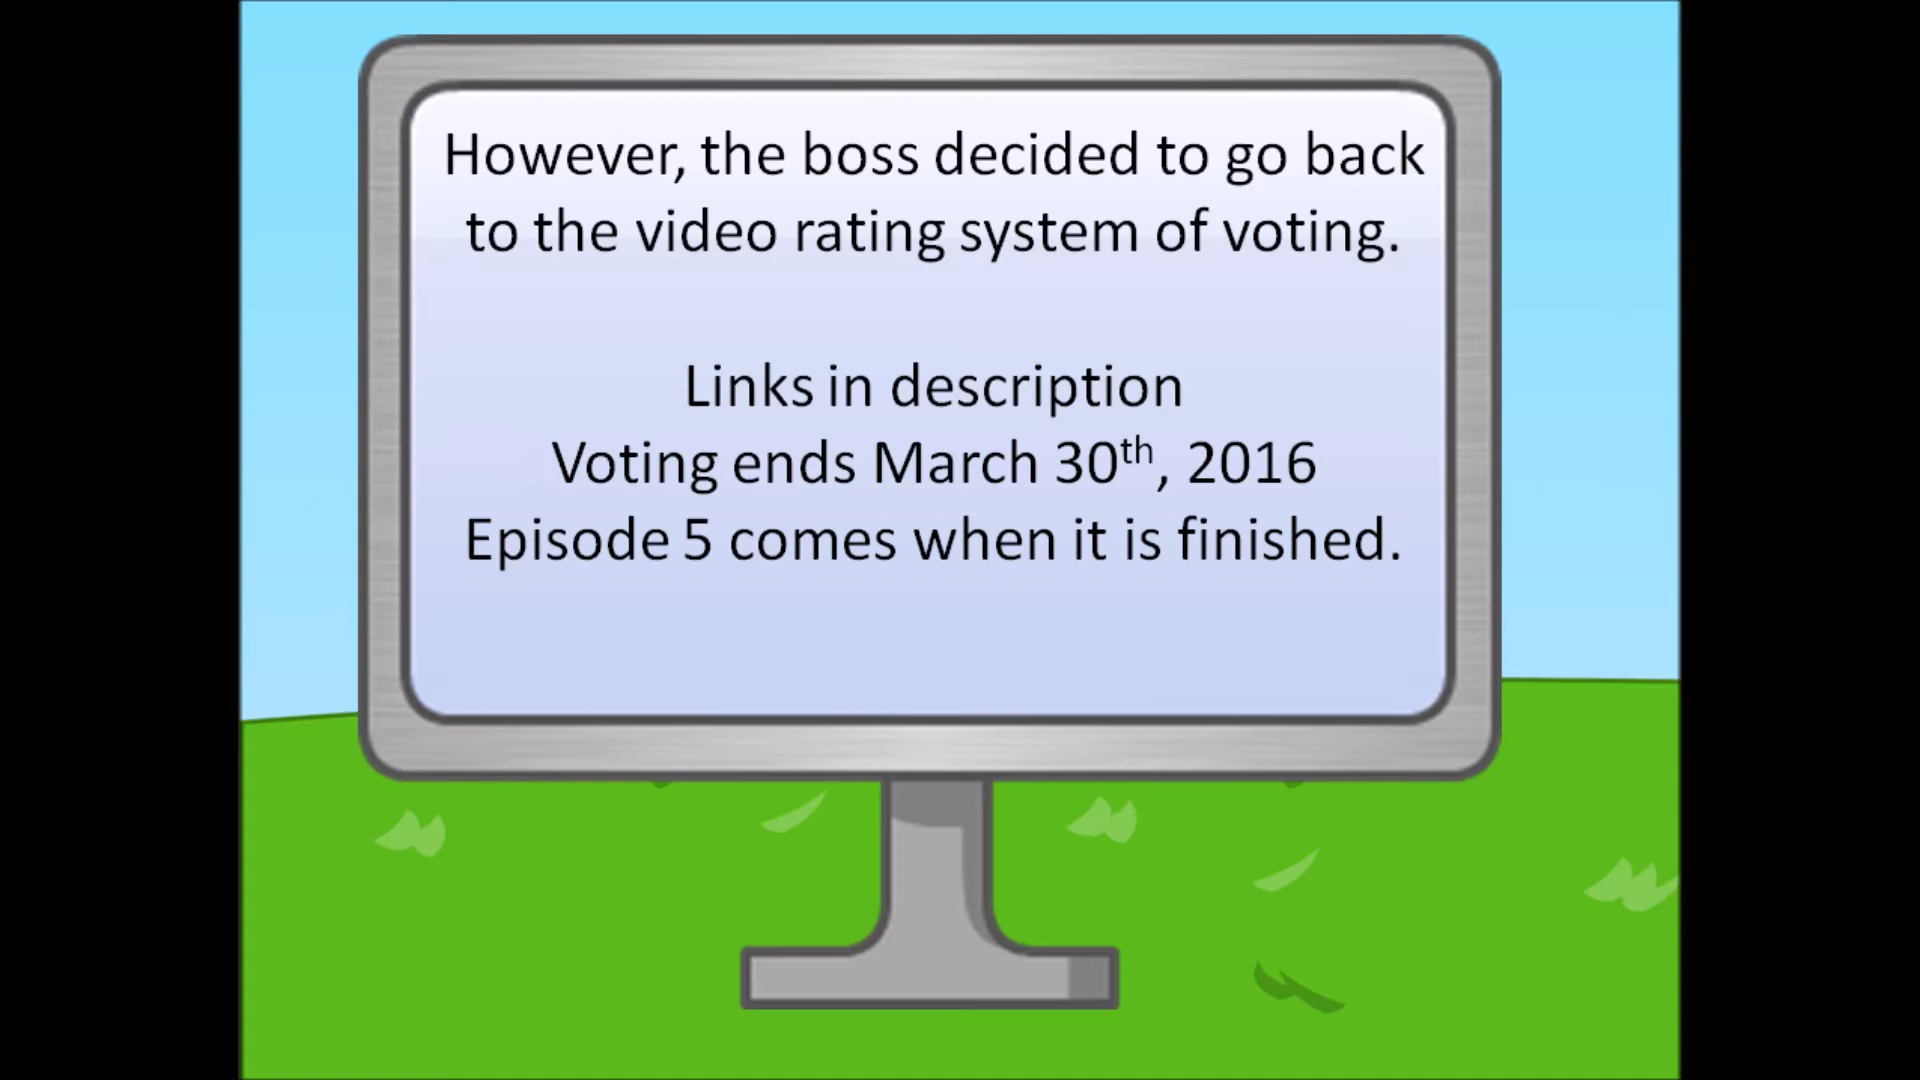 However, the boss decided to go back
to the video rating system of voting.
Links in description
Voting ends March 30th, 2016
Episode 5 comes when it is finished.